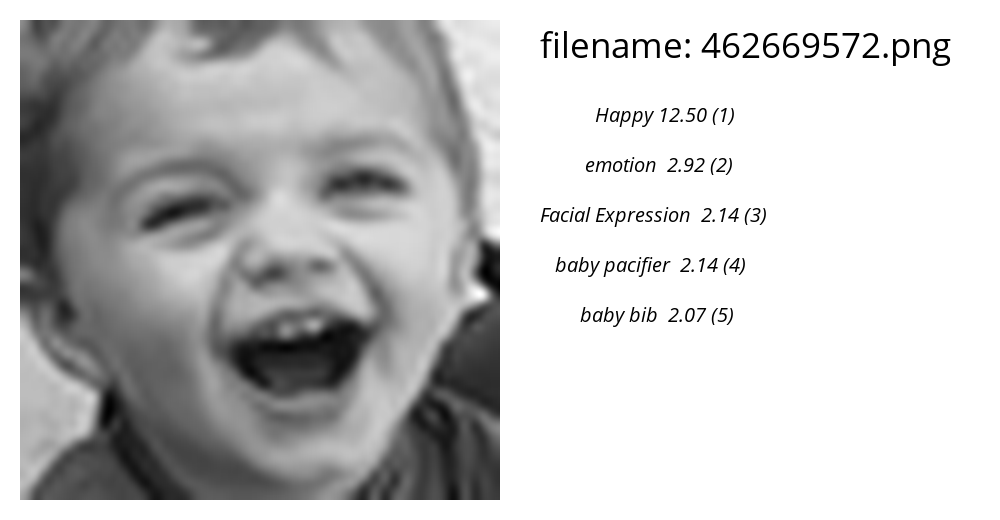 filename: 462669572.png
Happy 12.50 (1)
emotion 2.92 (2)
Facial Expression 2.14 (3)
baby pacifier 2.14 (4)
baby bib 2.07 (5)